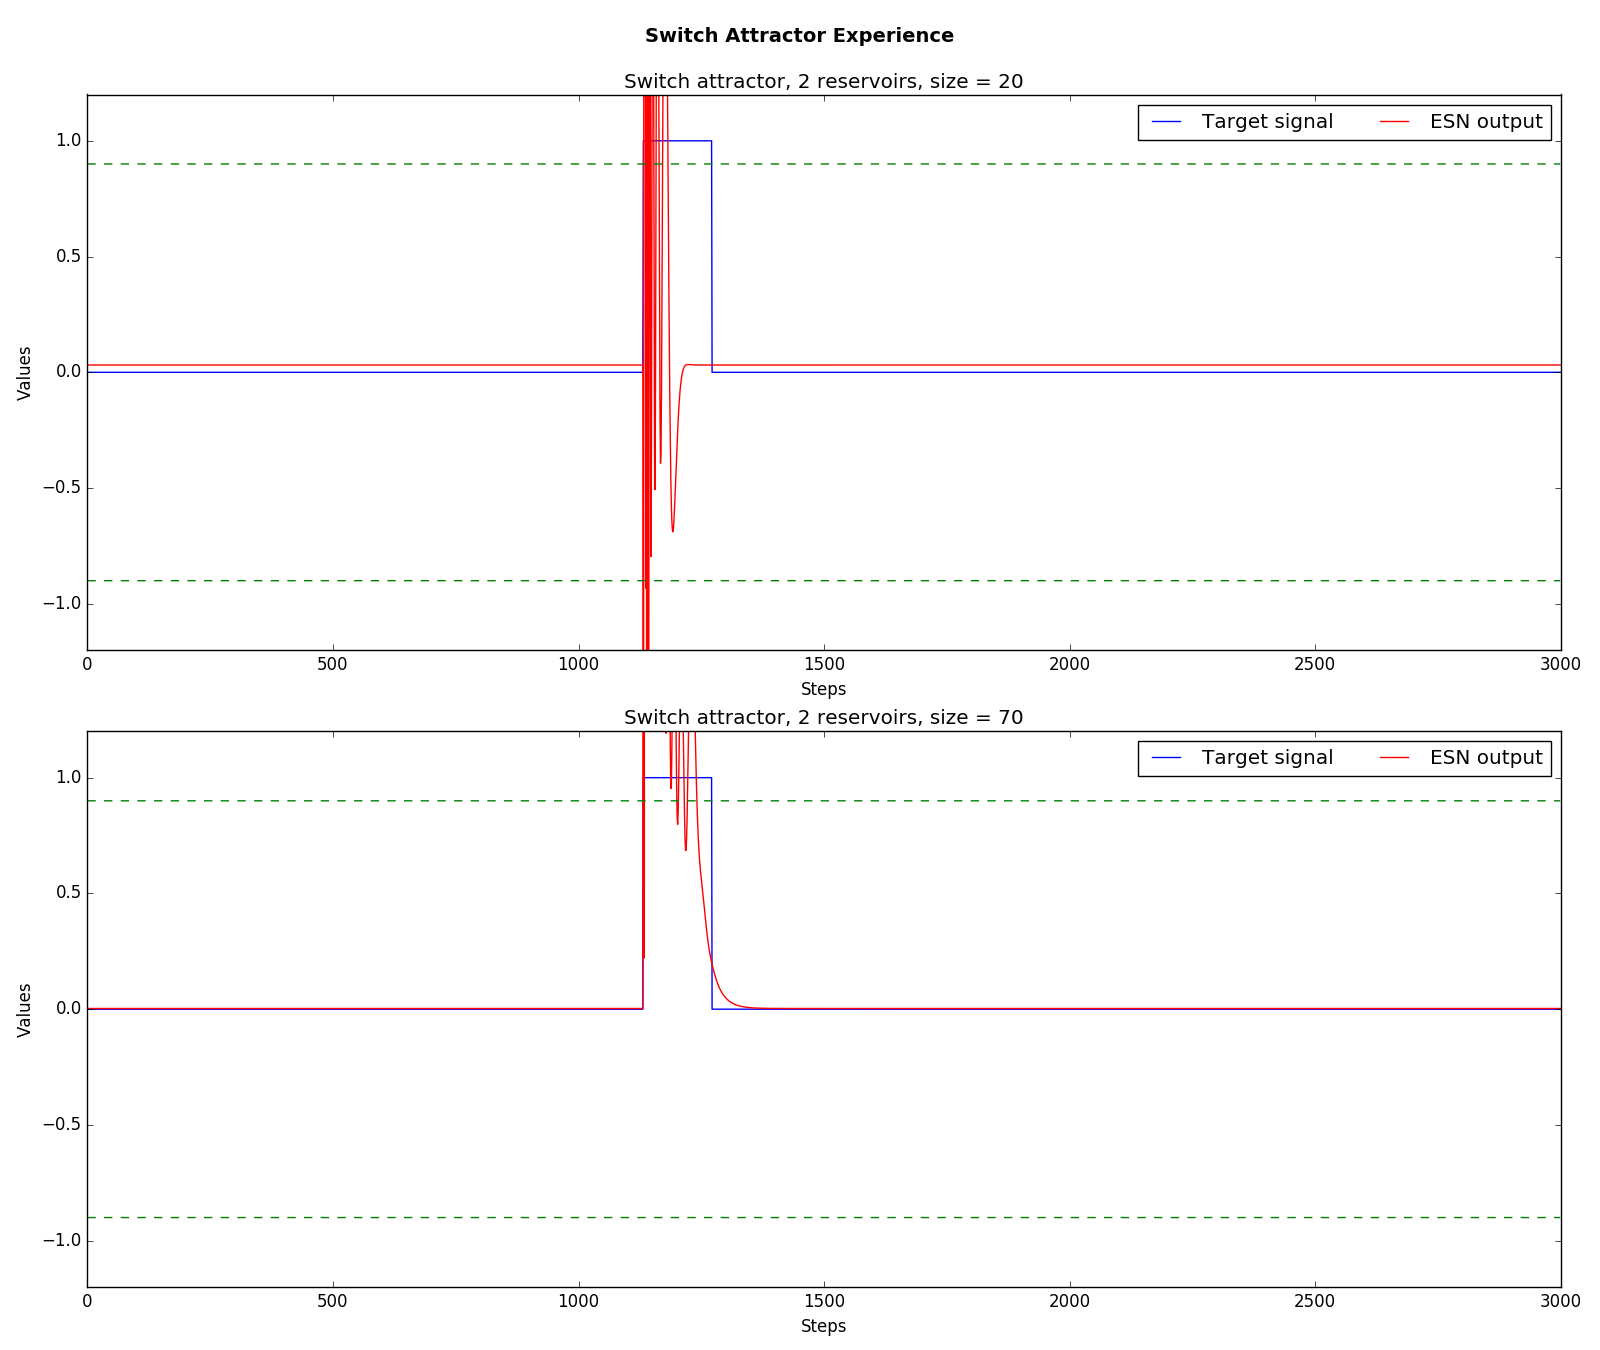 Switch Attractor Experience
Switch attractor, 2 reservoirs, size = 20
Target signal ESN output
1.0
0.5
0.0
−0.5
−1.0
Values
0 500 1000 1500 2000 2500 3000
Steps
Switch attractor, 2 reservoirs, size = 70
Target signal ESN output
1.0
0.5
0.0
−0.5
−1.0
Values
0 500 1000 1500 2000 2500 3000
Steps